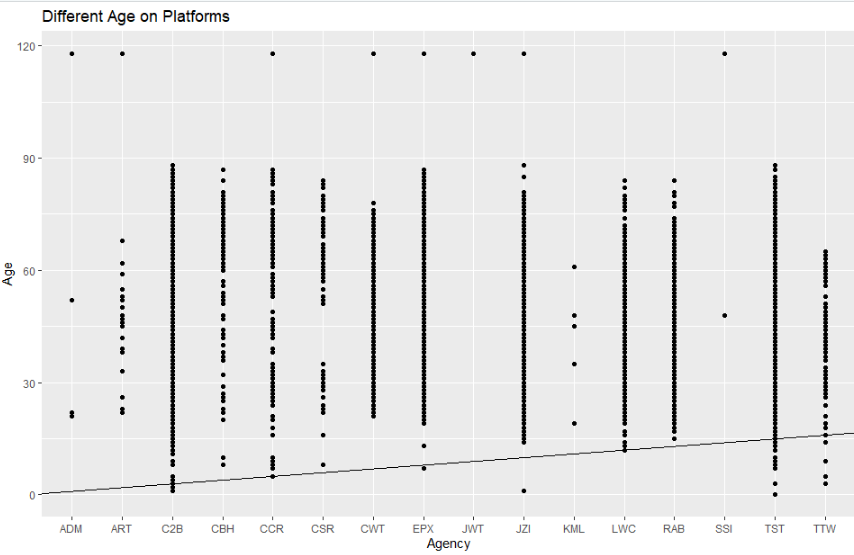 Different Age on Platforms
120
90
60
30
0
Age
ADM ART C2B CBH CCR CSR CWT EPX JWT JZI KML LWC RAB SSI TST TTW
Agency